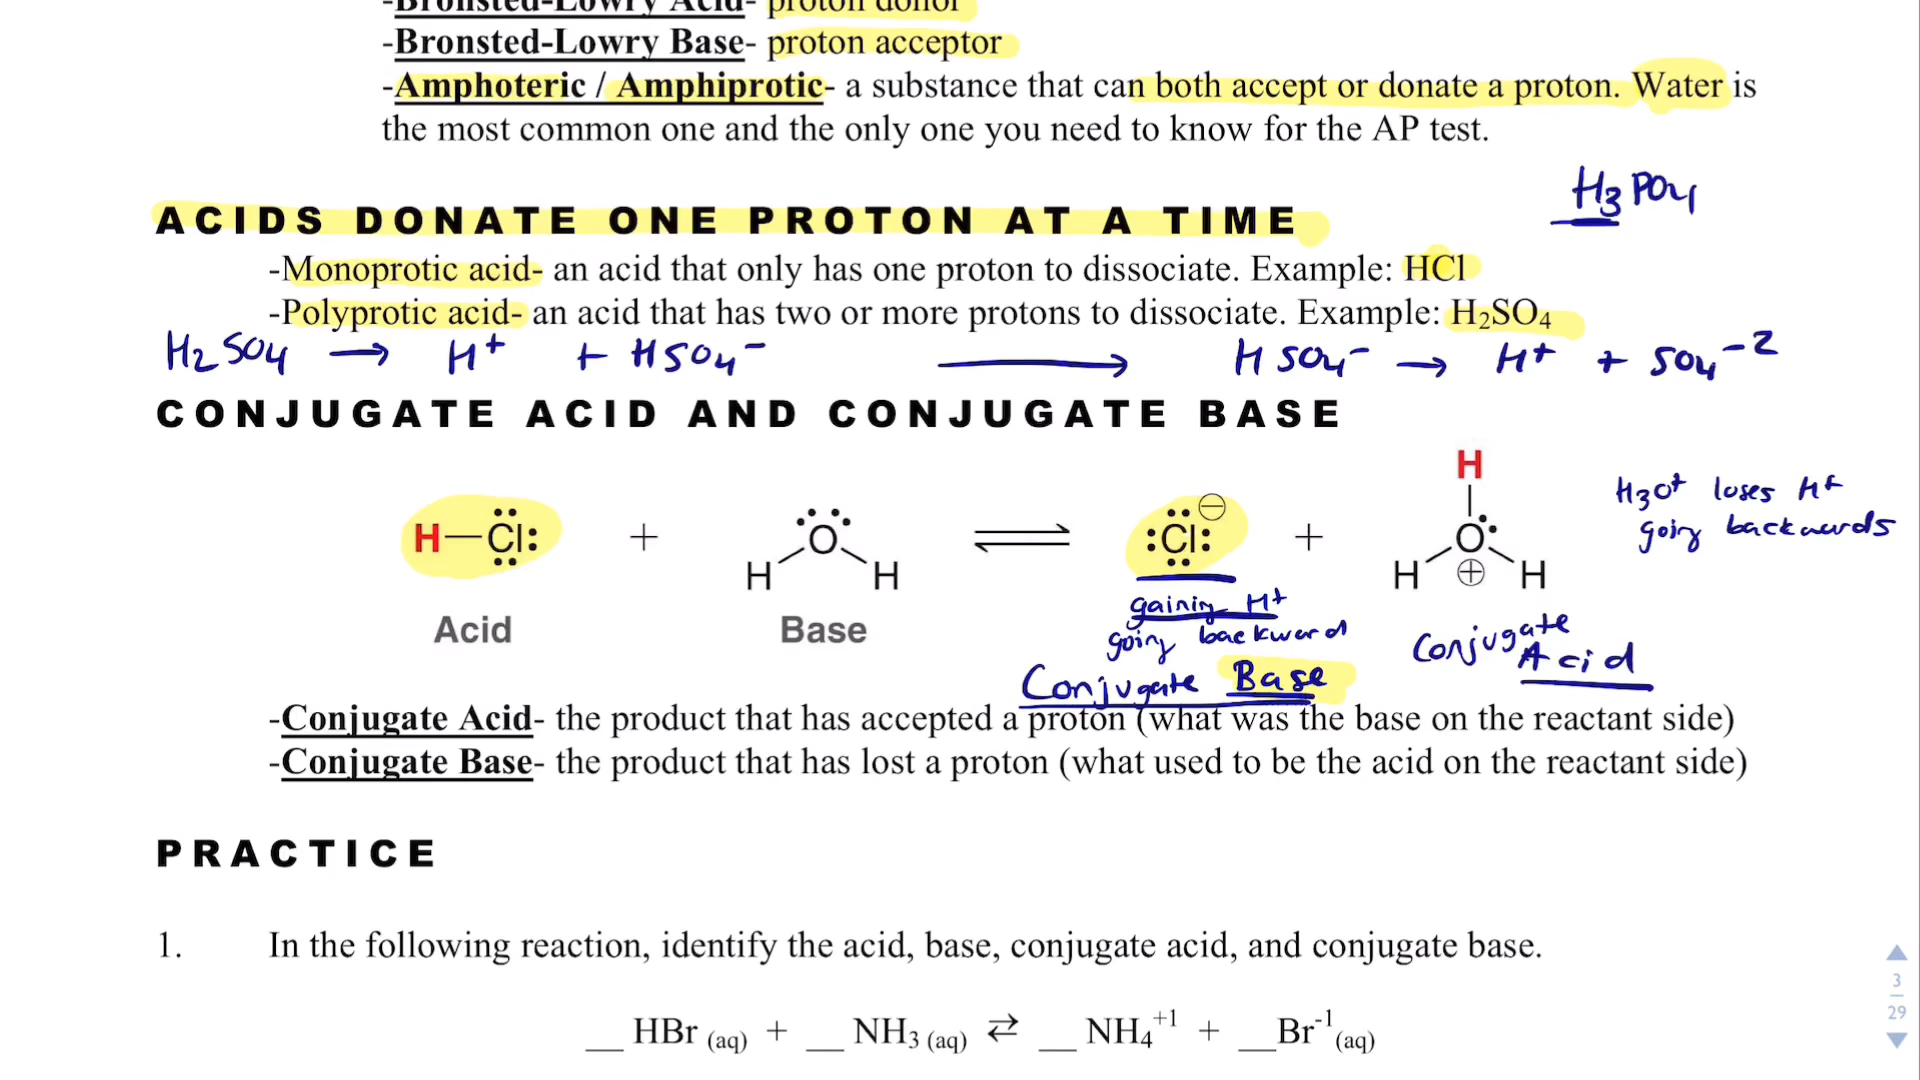 -Bronsted-Lowry Acid- proton donor
-Bronsted-Lowry Base- proton acceptor
-Amphoteric / Amphiprotic- a substance that can both accept or donate a proton. Water is
the most common one and the only one you need to know for the AP test.
H₃PO₄
ACIDS DONATE ONE PROTON AT A TIME
-Monoprotic acid- an acid that only has one proton to dissociate. Example: HCl
-Polyprotic acid- an acid that has two or more protons to dissociate. Example: H₂SO₄
H₂SO₄ → H⁺ + HSO₄⁻ → HSO₄⁻ → H⁺ + SO₄⁻²
CONJUGATE ACID AND CONJUGATE BASE
H
H—Cl: + O ⇌ :Cl:⊖ + O
H H H ⊕ H
H₃O⁺ loses H⁺
going backwards
Acid Base
gaining H⁺
going backward
Conjugate Base
Conjugate
Acid
-Conjugate Acid- the product that has accepted a proton (what was the base on the reactant side)
-Conjugate Base- the product that has lost a proton (what used to be the acid on the reactant side)
PRACTICE
1. In the following reaction, identify the acid, base, conjugate acid, and conjugate base.
__ HBr (aq) + __ NH₃ (aq) ⇄ __ NH₄⁺¹ + __Br⁻¹(aq)
3
29